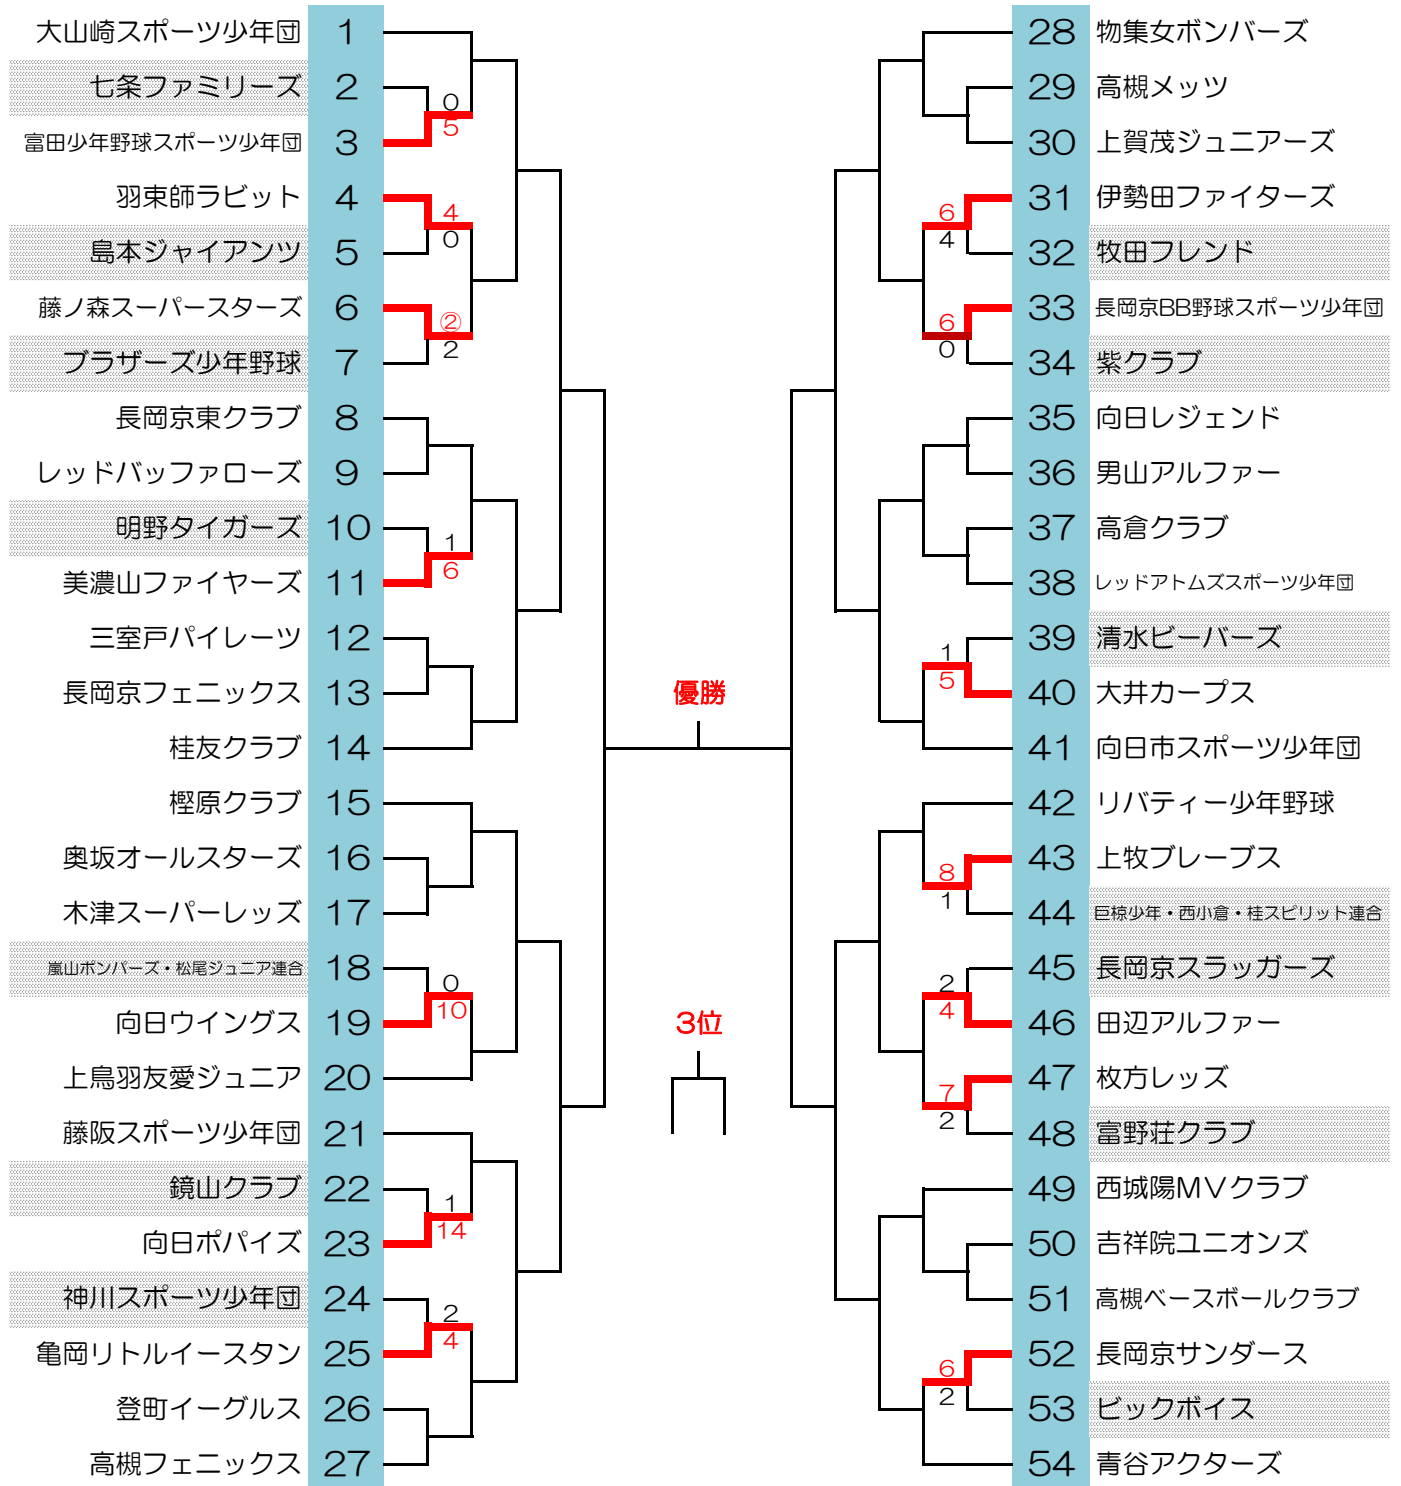 大山崎スポーツ少年団 1
七条ファミリーズ 2
0
5
富田少年野球スポーツ少年団 3
羽束師ラビット 4
4
0
島本ジャイアンツ 5
藤ノ森スーパースターズ 6
②
2
ブラザーズ少年野球 7
長岡京東クラブ 8
レッドバッファローズ 9
明野タイガーズ 10
1
6
美濃山ファイヤーズ 11
三室戸パイレーツ 12
長岡京フェニックス 13
桂友クラブ 14
樫原クラブ 15
奥坂オールスターズ 16
木津スーパーレッズ 17
嵐山ボンバーズ・松尾ジュニア連合 18
0
10
向日ウイングス 19
上鳥羽友愛ジュニア 20
藤阪スポーツ少年団 21
鏡山クラブ 22
1
14
向日ポパイズ 23
神川スポーツ少年団 24
2
4
亀岡リトルイースタン 25
登町イーグルス 26
高槻フェニックス 27
優勝
3位
28 物集女ボンバーズ
29 高槻メッツ
30 上賀茂ジュニアーズ
31 伊勢田ファイターズ
6
4
32 牧田フレンド
33 長岡京BB野球スポーツ少年団
6
0
34 紫クラブ
35 向日レジェンド
36 男山アルファー
37 高倉クラブ
38 レッドアトムズスポーツ少年団
39 清水ビーバーズ
1
5
40 大井カープス
41 向日市スポーツ少年団
42 リバティー少年野球
43 上牧ブレーブス
8
1
44 巨椋少年・西小倉・桂スピリット連合
45 長岡京スラッガーズ
2
4
46 田辺アルファー
47 枚方レッズ
7
2
48 富野荘クラブ
49 西城陽MVクラブ
50 吉祥院ユニオンズ
51 高槻ベースボールクラブ
52 長岡京サンダース
6
2
53 ビックボイス
54 青谷アクターズ